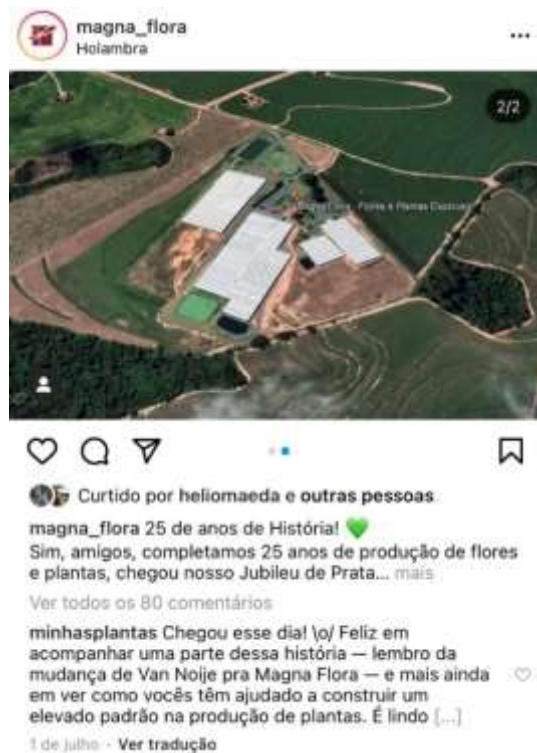 magna_flora
Holambra
2/2
Flora e Plantas
Curtido por heliomaeda e outras pessoas
magna_flora 25 de anos de História! 💚
Sim, amigos, completamos 25 anos de produção de flores
e plantas, chegou nosso Jubileu de Prata... mais
Ver todos os 80 comentários
minhasplantas Chegou esse dia! \o/ Feliz em
acompanhar uma parte dessa história — lembro da
mudança de Van Noije pra Magna Flora — e mais ainda
em ver como vocês têm ajudado a construir um
elevado padrão na produção de plantas. É lindo [...]
1 de julho · Ver tradução